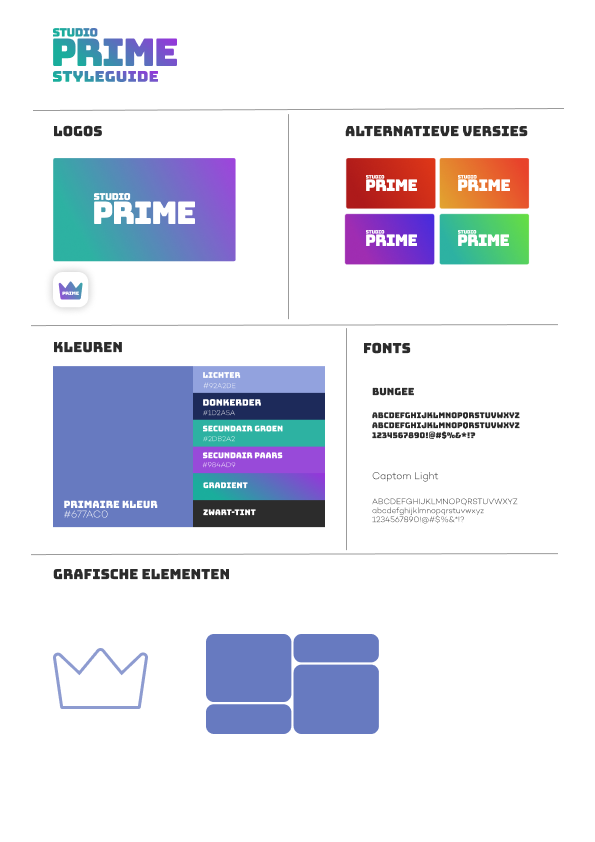 STUDIO
PRIME
STYLEGUIDE
LOGOS
ALTERNATIEVE VERSIES
STUDIO
PRIME
STUDIO
PRIME
STUDIO
PRIME
STUDIO
PRIME
STUDIO
PRIME
PRIME
KLEUREN
FONTS
LICHTER
#92A2DE
DONKERDER
#1D2A5A
SECUNDAIR GROEN
#2DB2A2
SECUNDAIR PAARS
#984AD9
GRADIENT
ZWART-TINT
PRIMAIRE KLEUR
#677AC0
BUNGEE
ABCDEFGHIJKLMNOPQRSTUVWXYZ
ABCDEFGHIJKLMNOPQRSTUVWXYZ
1234567890!@#$%&*!?
Captom Light
ABCDEFGHIJKLMNOPQRSTUVWXYZ
abcdefghijklmnopqrstuvwxyz
1234567890!@#$%&*!?
GRAFISCHE ELEMENTEN